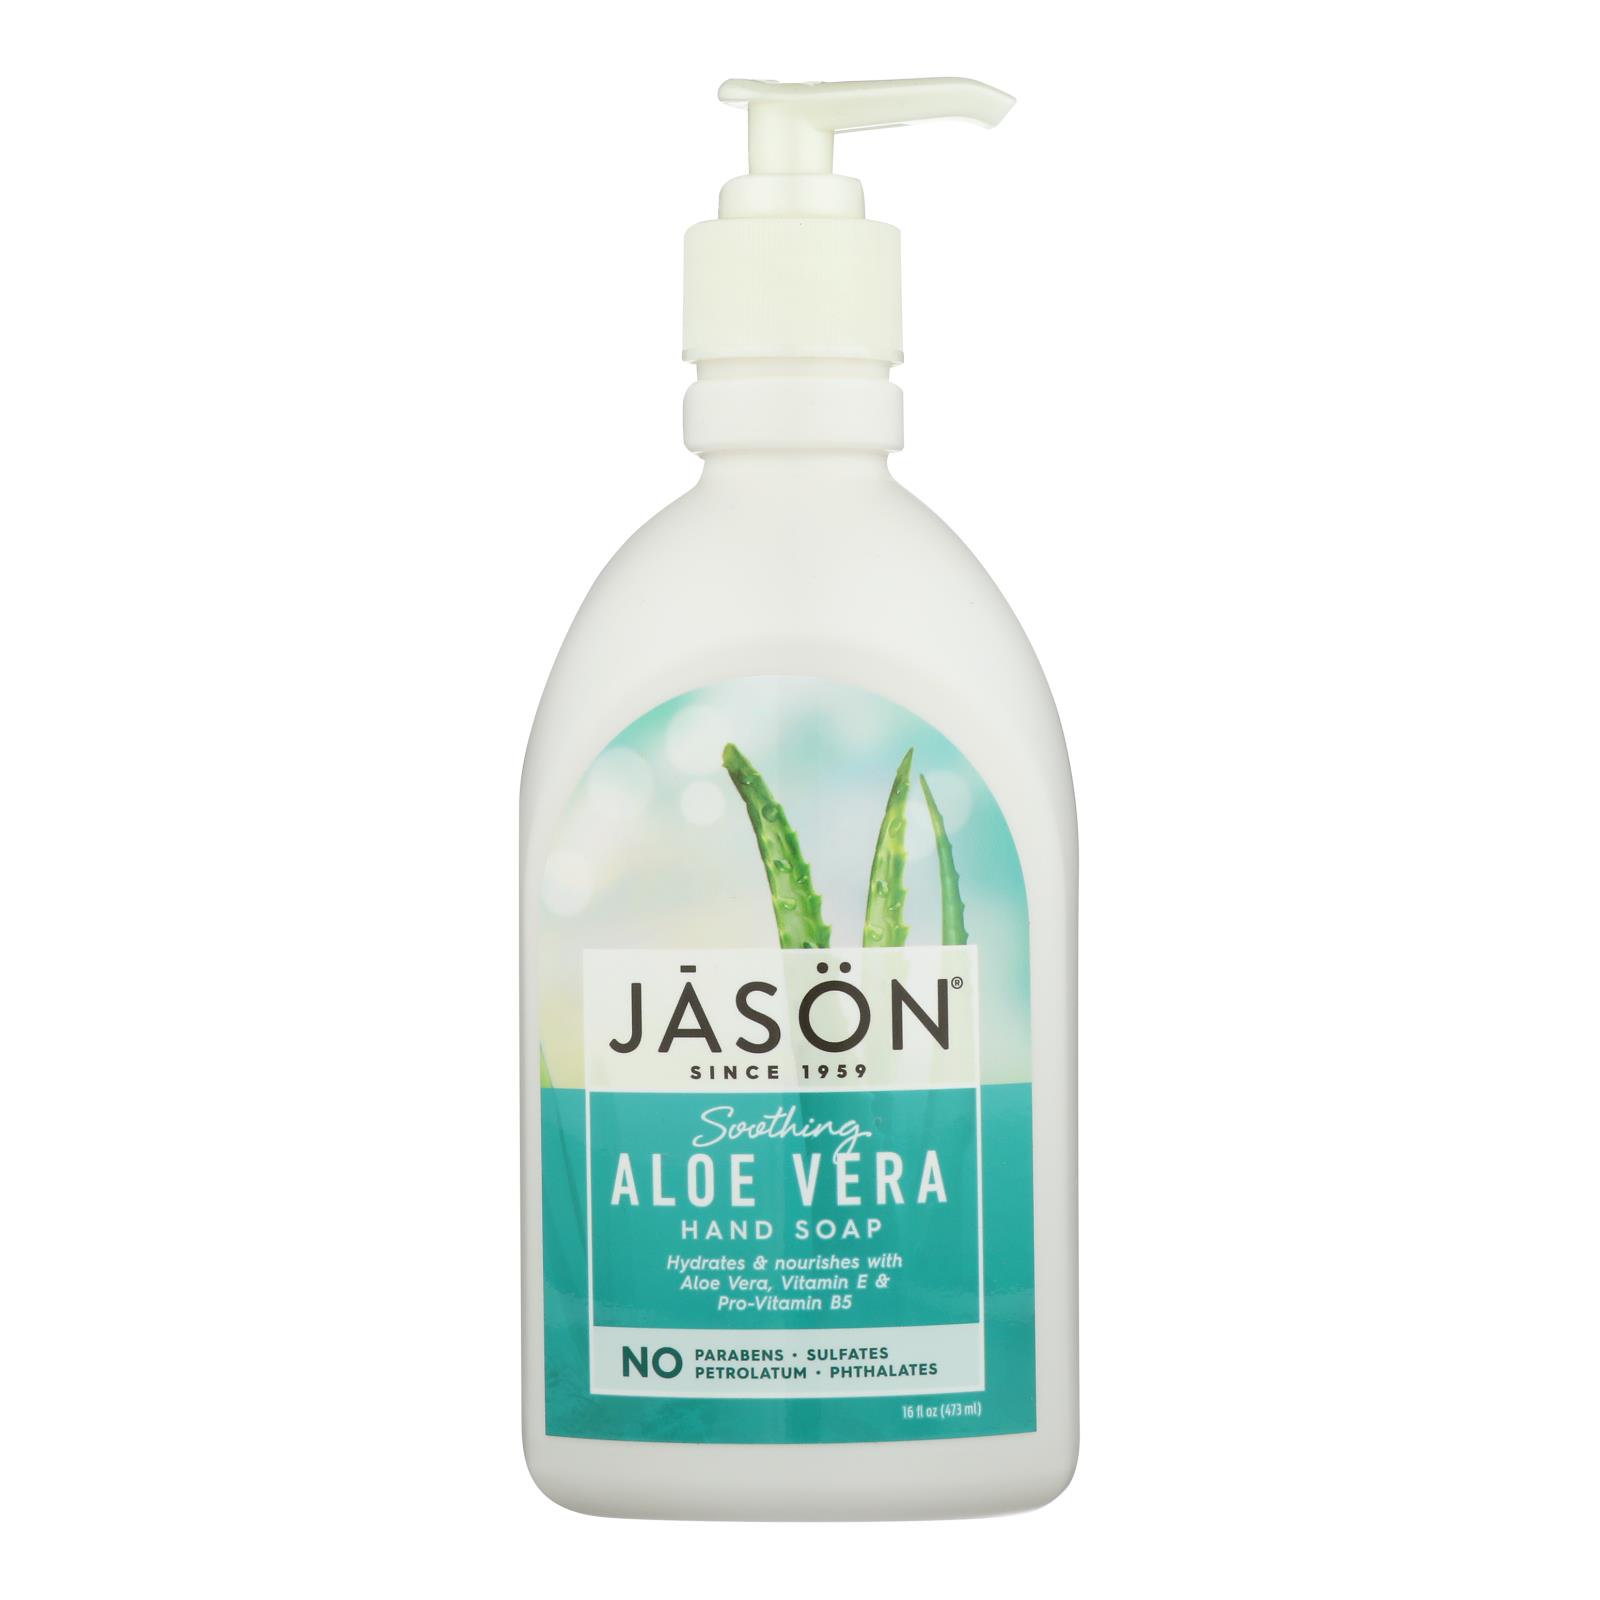 JĀSÖN®
SINCE 1959
Soothing
ALOE VERA
HAND SOAP
Hydrates & nourishes with
Aloe Vera, Vitamin E &
Pro-Vitamin B5
NO PARABENS · SULFATES
PETROLATUM · PHTHALATES
16 fl oz (473 ml)